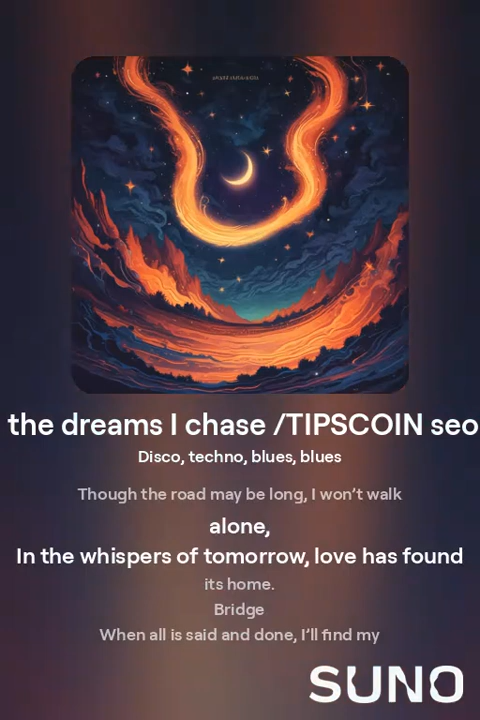 the dreams I chase /TIPSCOIN seo
Disco, techno, blues, blues
Though the road may be long, I won't walk
alone,
In the whispers of tomorrow, love has found
its home.
Bridge
When all is said and done, I'll find my
SUNO